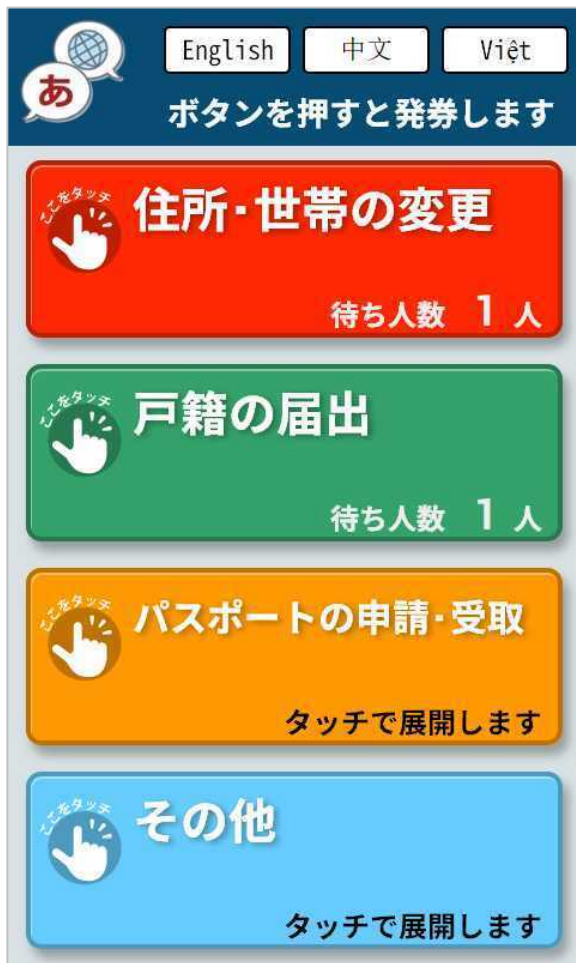 あ
English 中文 Việt
ボタンを押すと発券します
ここをタッチ
住所・世帯の変更
待ち人数 1 人
ここをタッチ
戸籍の届出
待ち人数 1 人
ここをタッチ
パスポートの申請・受取
タッチで展開します
ここをタッチ
その他
タッチで展開します